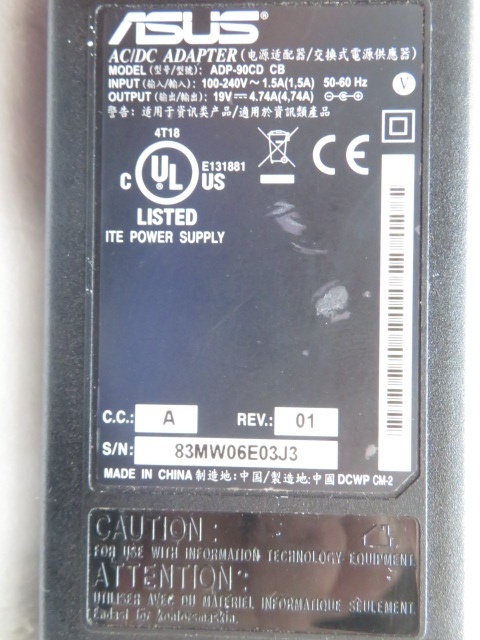 ASUS®
AC/DC ADAPTER (电源适配器/交換式電源供應器)
MODEL (型号/型號): ADP-90CD CB
INPUT (输入/輸入): 100-240V～1.5A(1,5A) 50-60 Hz
OUTPUT (输出/輸出): 19V⎓4.74A(4,74A)
V
警告: 适用于资讯类产品/適用於資訊類產品
4T18
E131881
C UL US
CE
LISTED
ITE POWER SUPPLY
C.C.: A REV.: 01
S/N: 83MW06E03J3
MADE IN CHINA 制造地:中国/製造地:中國 DCWP CM-2
CAUTION :
FOR USE WITH INFORMATION TECHNOLOGY EQUIPMENT
ATTENTION :
UTILISER AVEC DU MATERIEL INFORMATIQUE SEULEMENT
Endast för kontorsmaskin.